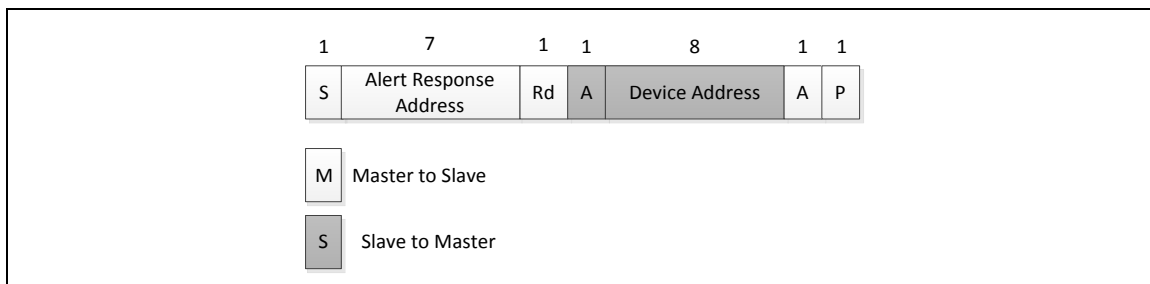 1 7 1 1 8 1 1
S Alert Response Address Rd A Device Address A P
M Master to Slave
S Slave to Master